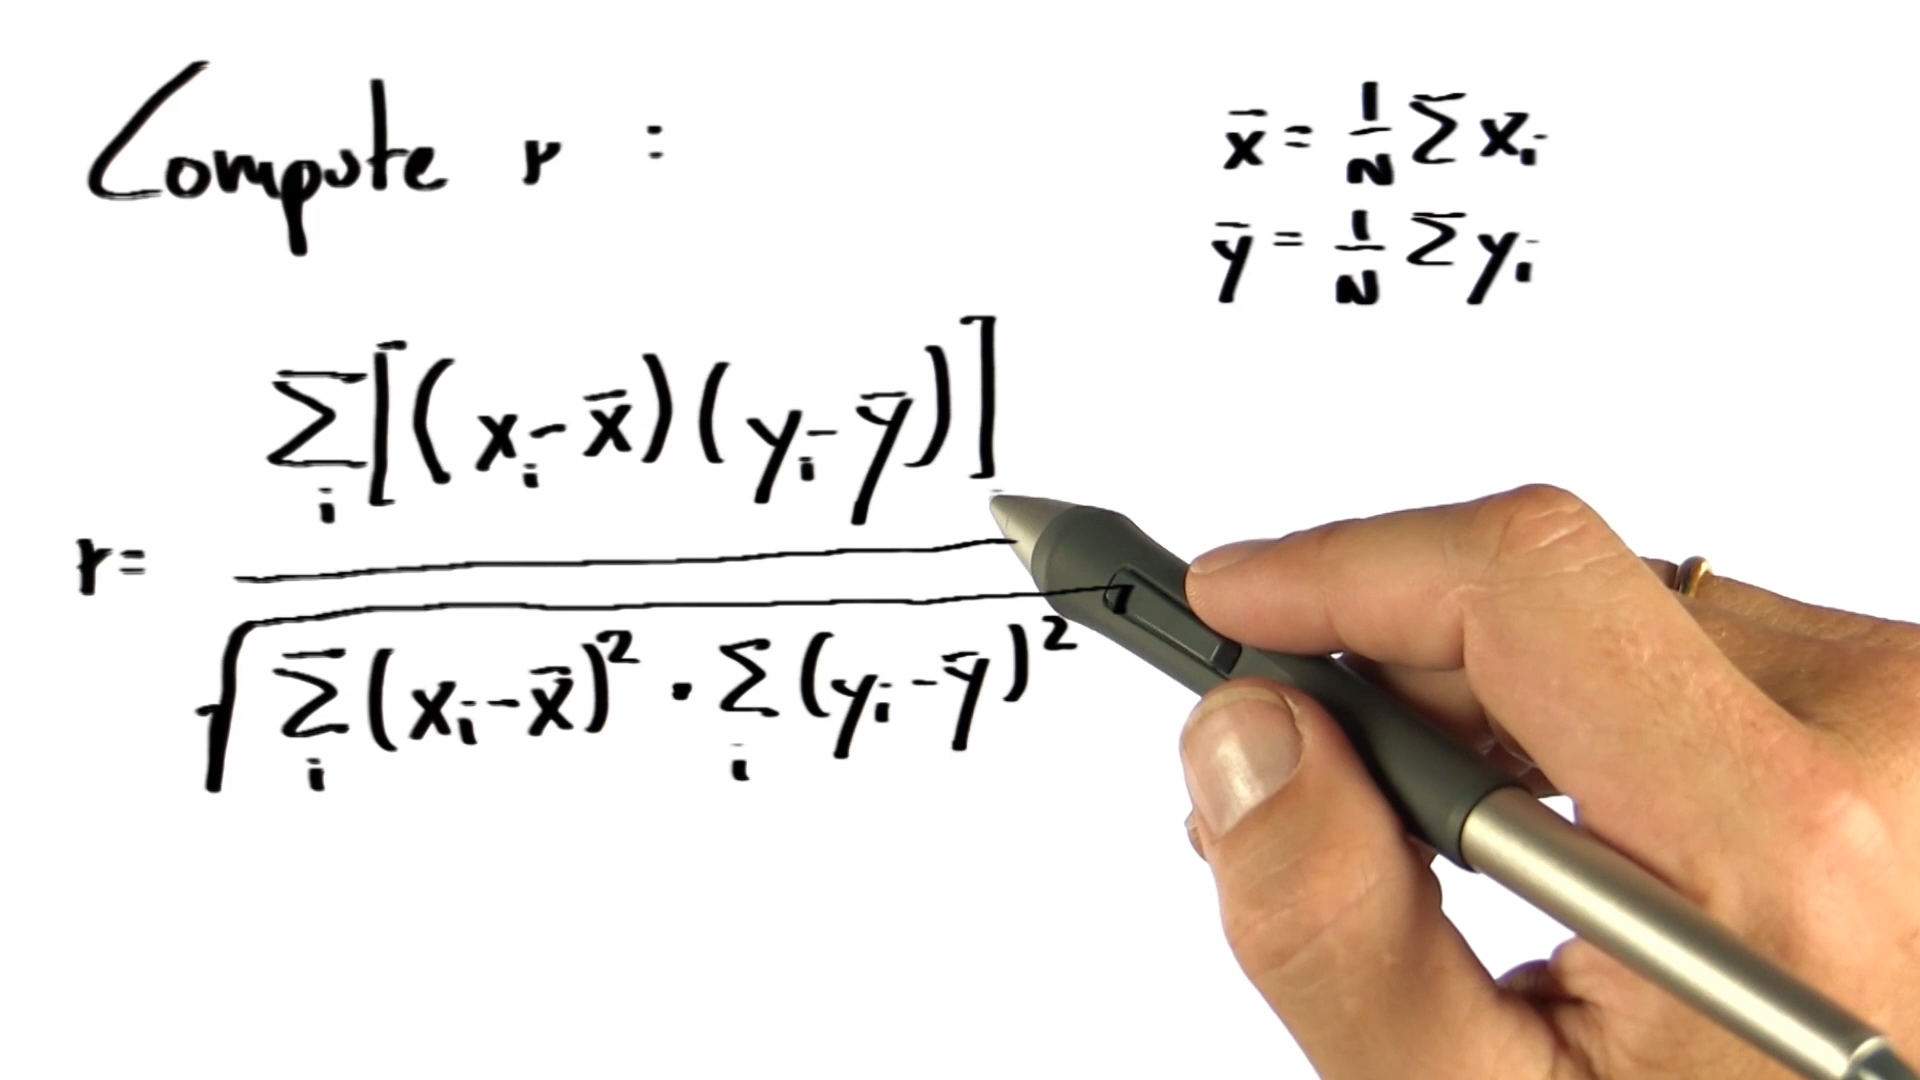 Compute r :
x̄ = 1/N Σ xi
ȳ = 1/N Σ yi
r = Σi [(xi - x̄)(yi - ȳ)] / √(Σi (xi - x̄)² · Σi (yi - ȳ)²)